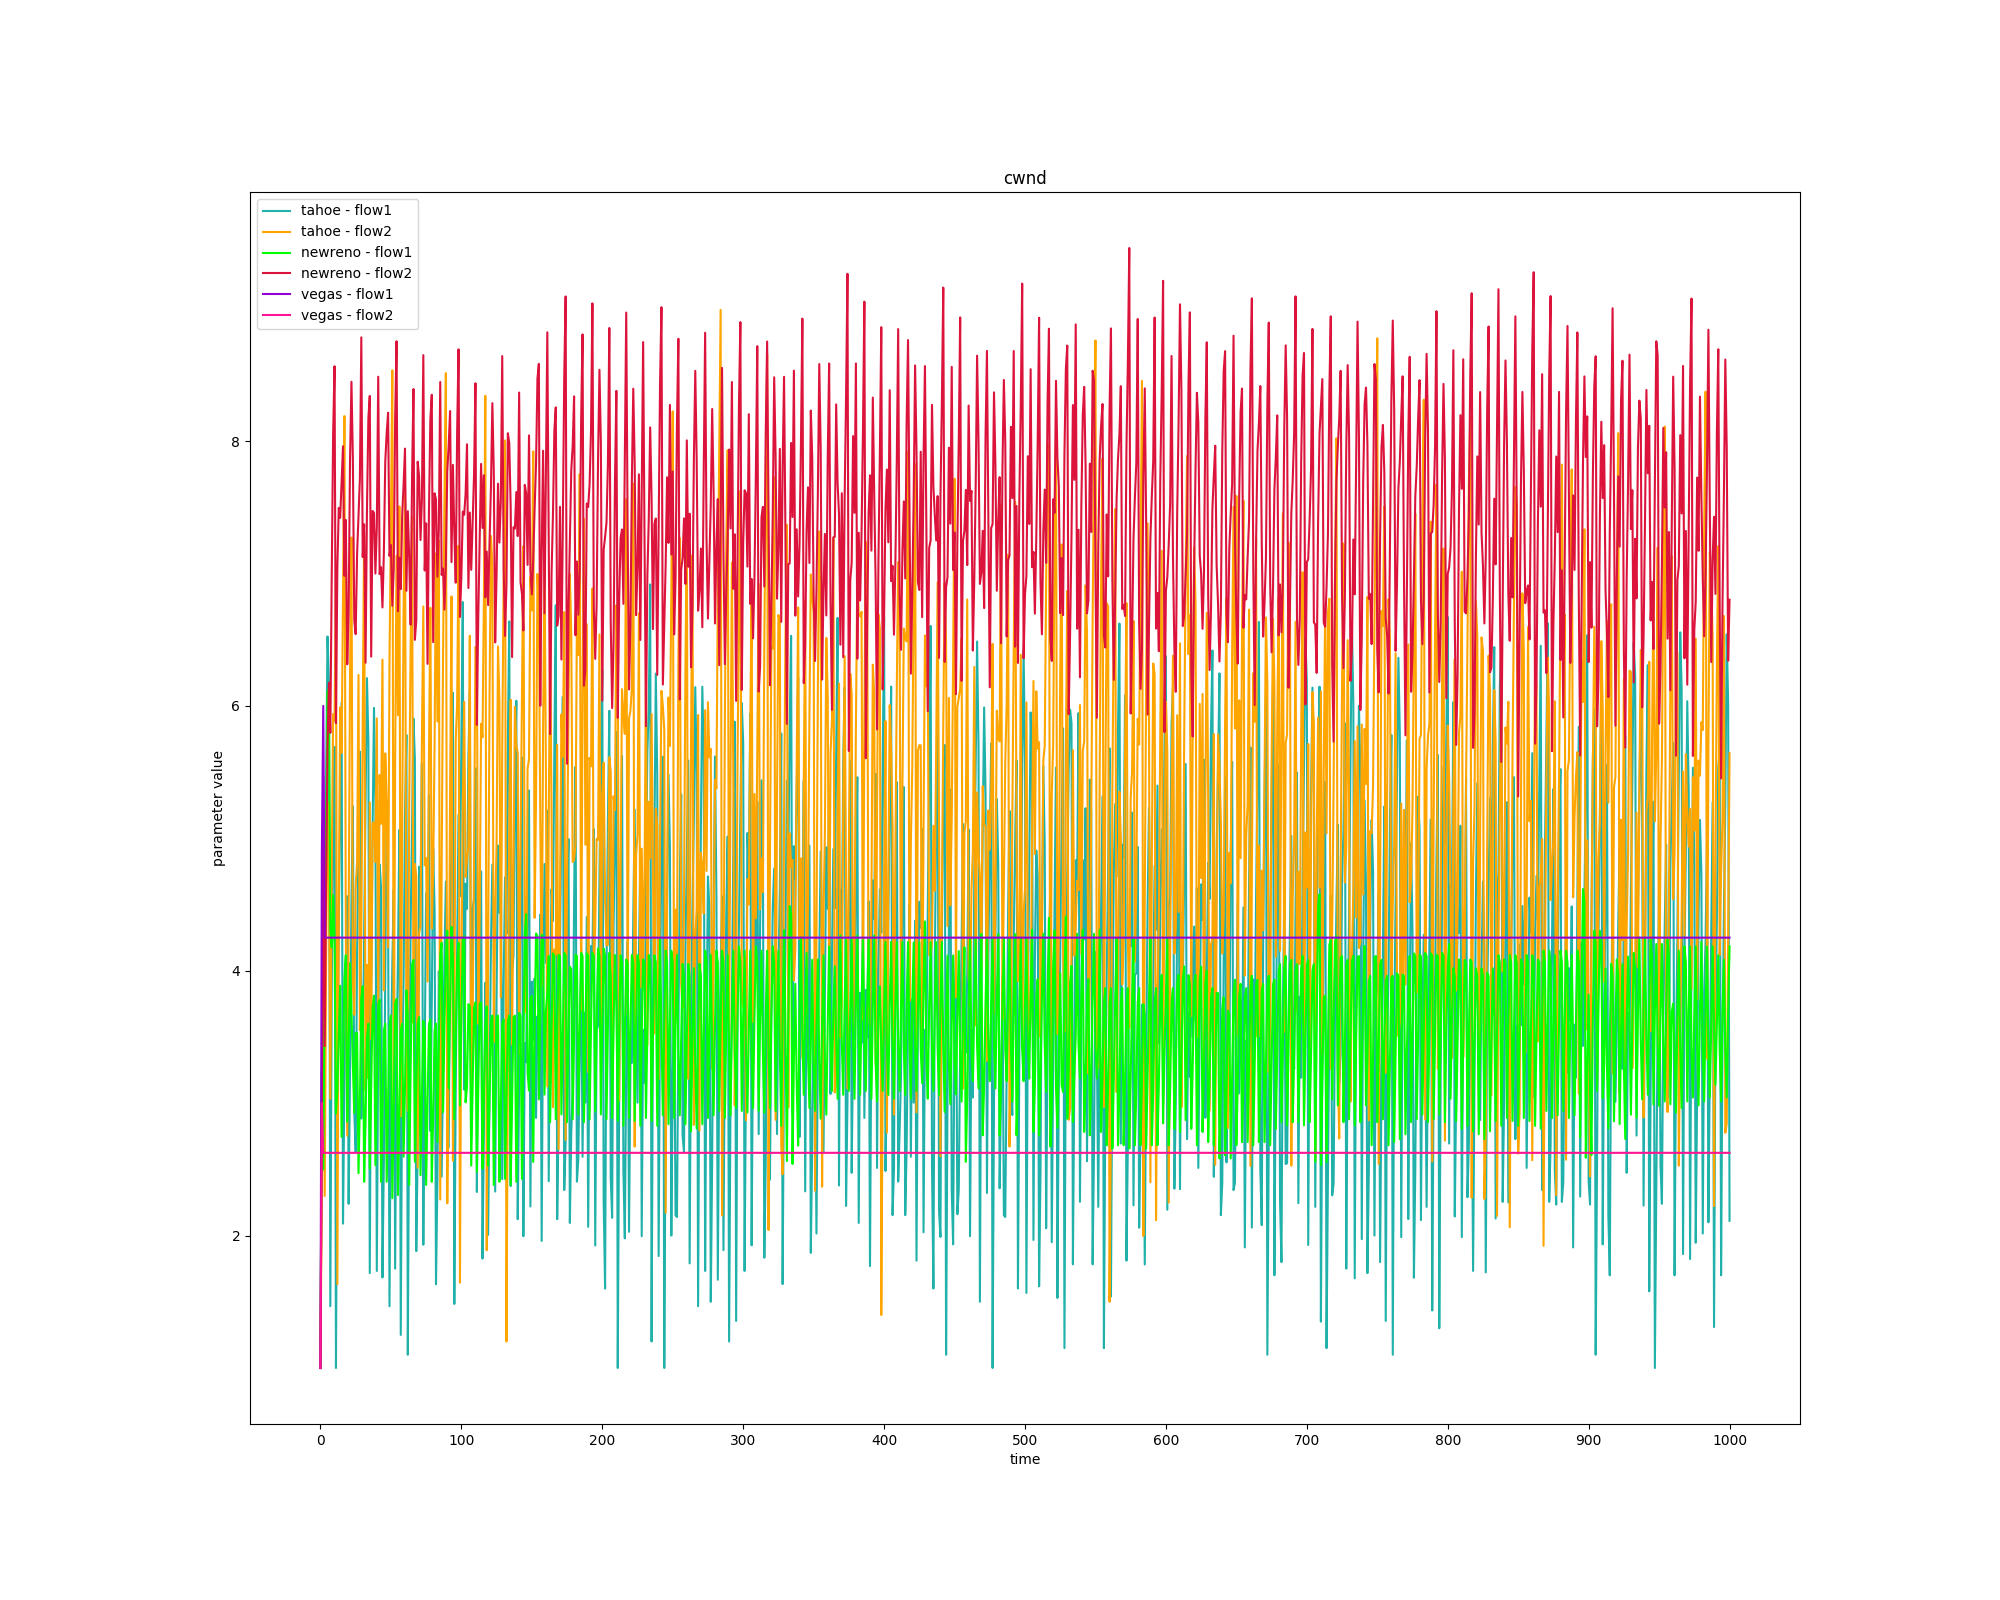 cwnd
tahoe - flow1
tahoe - flow2
newreno - flow1
newreno - flow2
vegas - flow1
vegas - flow2
8
6
4
2
parameter value
0 100 200 300 400 500 600 700 800 900 1000
time